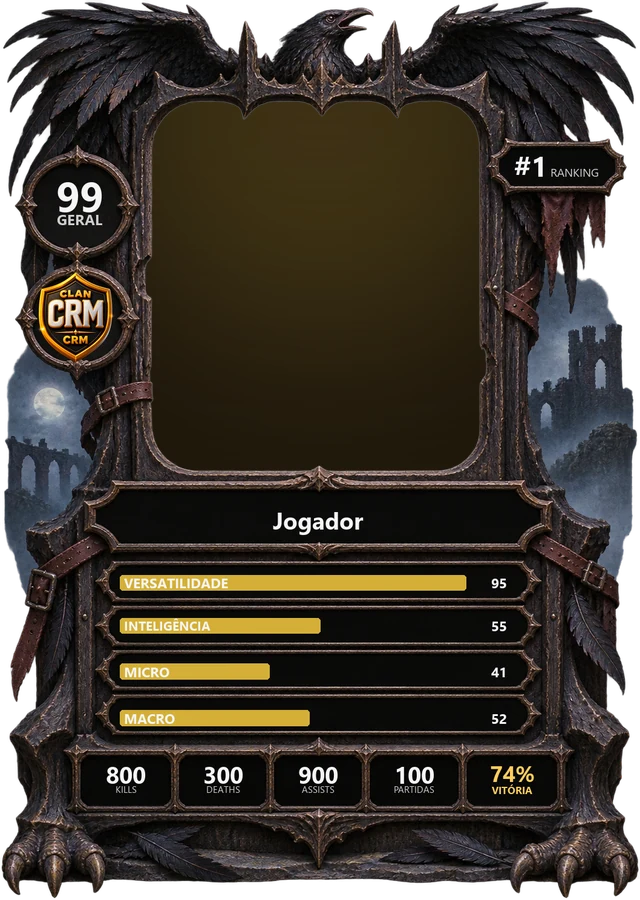 #1 RANKING
99
GERAL
CLAN
CRM
CRM
Jogador
VERSATILIDADE 95
INTELIGÊNCIA 55
MICRO 41
MACRO 52
800 300 900 100 74%
KILLS DEATHS ASSISTS PARTIDAS VITÓRIA